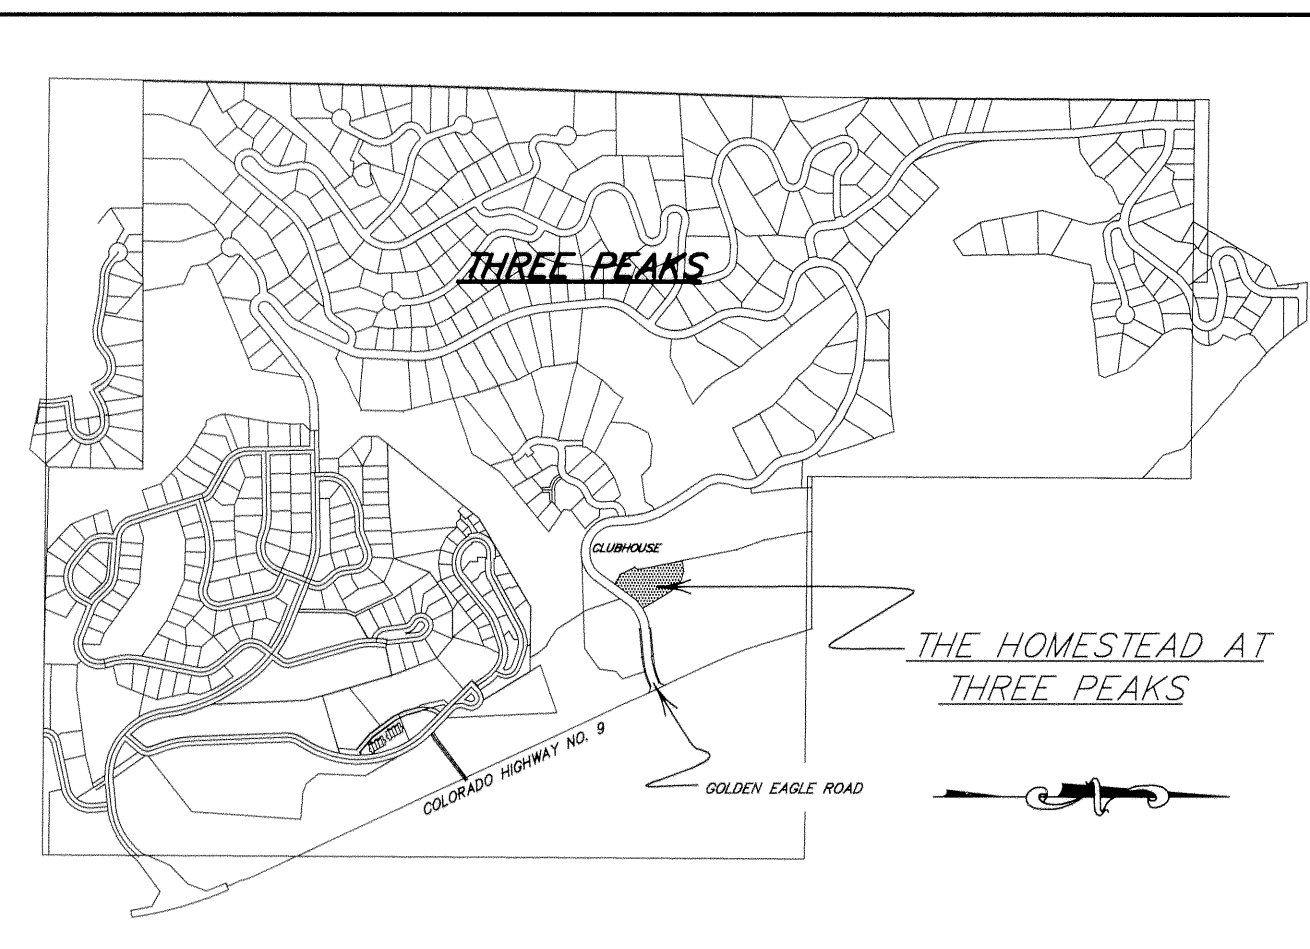 THREE PEAKS
CLUBHOUSE
THE HOMESTEAD AT
THREE PEAKS
COLORADO HIGHWAY NO. 9
GOLDEN EAGLE ROAD